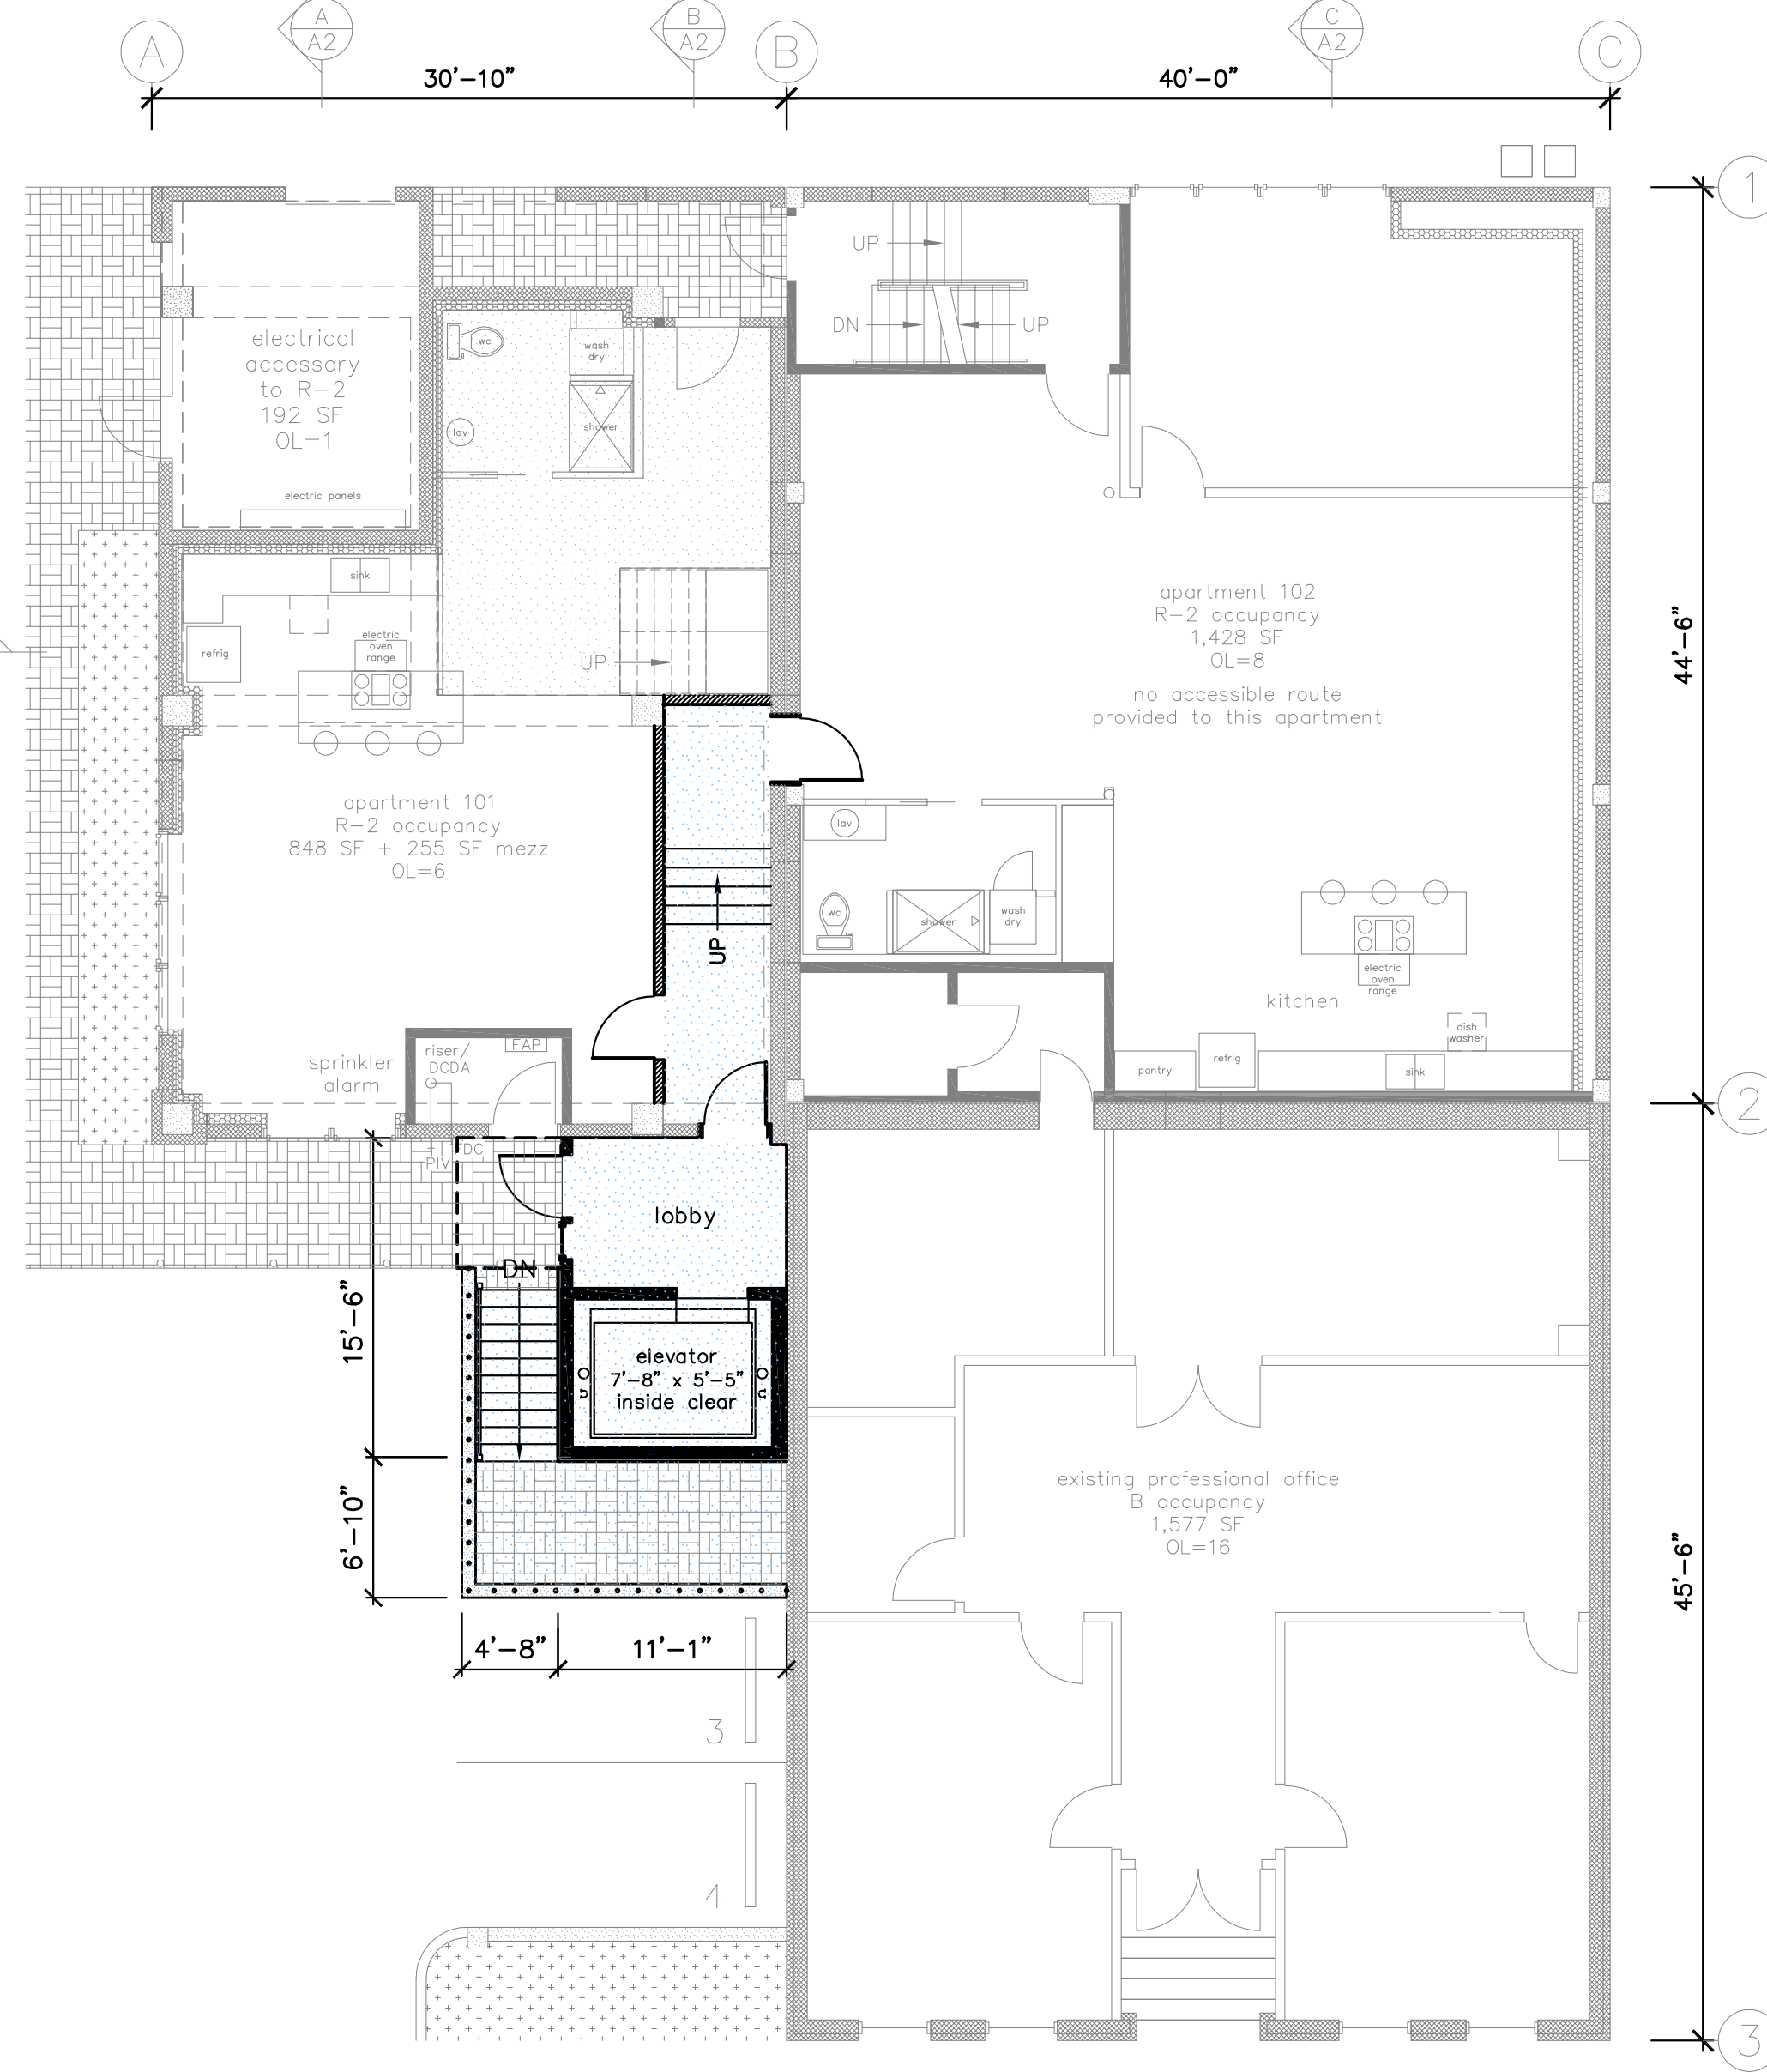 A
A2
B
A2
C
A2
A
B
C
30'-10"
40'-0"
1
UP
DN
UP
electrical
accessory
to R-2
192 SF
OL=1
electric panels
wc
wash
dry
lav
shower
sink
electric
oven
range
refrig
UP
apartment 102
R-2 occupancy
1,428 SF
OL=8
no accessible route
provided to this apartment
44'-6"
apartment 101
R-2 occupancy
848 SF + 255 SF mezz
OL=6
UP
lav
wc
shower
wash
dry
electric
oven
range
kitchen
dish
washer
pantry
refrig
sink
sprinkler
alarm
riser/
DCDA
FAP
2
DC
PIV
lobby
DN
15'-6"
elevator
7'-8" x 5'-5"
inside clear
6'-10"
existing professional office
B occupancy
1,577 SF
OL=16
45'-6"
4'-8"
11'-1"
3
4
3